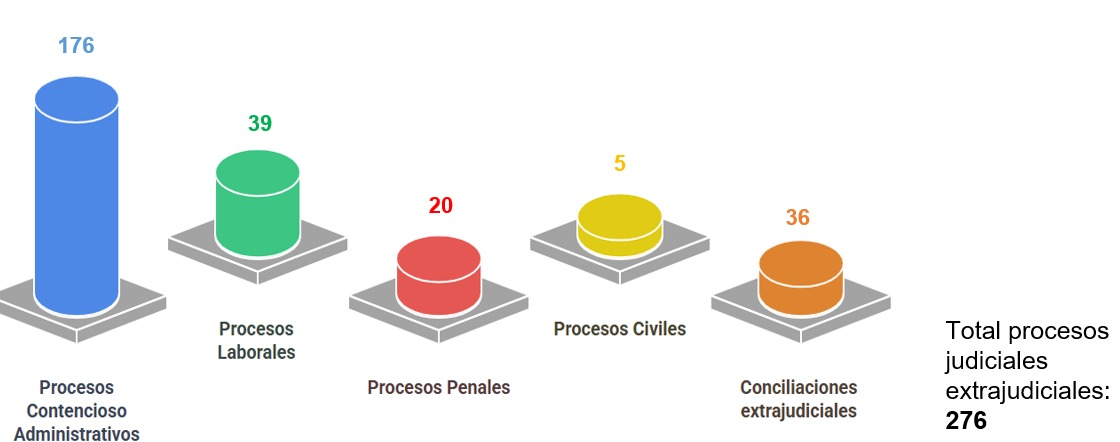 176
Procesos
Contencioso
Administrativos
39
Procesos
Laborales
20
Procesos Penales
5
Procesos Civiles
36
Conciliaciones
extrajudiciales
Total procesos
judiciales
extrajudiciales:
276